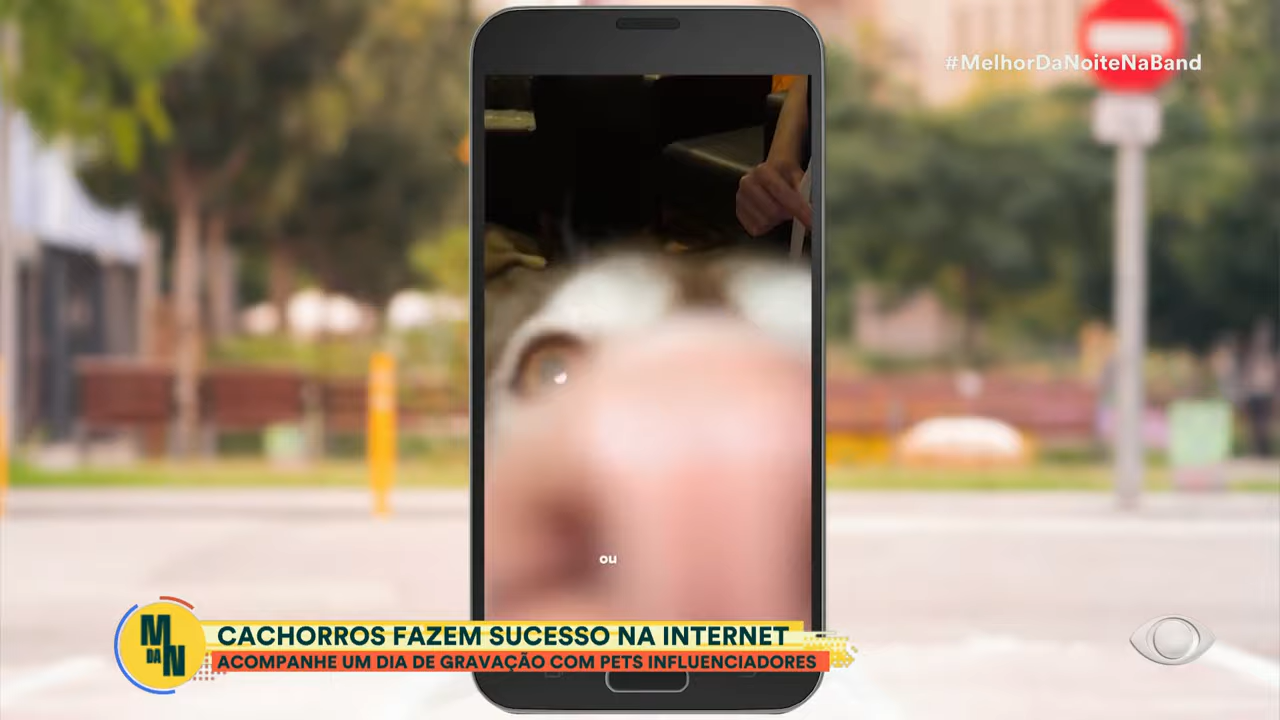 #MelhorDaNoiteNaBand
ou
M
DA
N
CACHORROS FAZEM SUCESSO NA INTERNET
ACOMPANHE UM DIA DE GRAVAÇÃO COM PETS INFLUENCIADORES